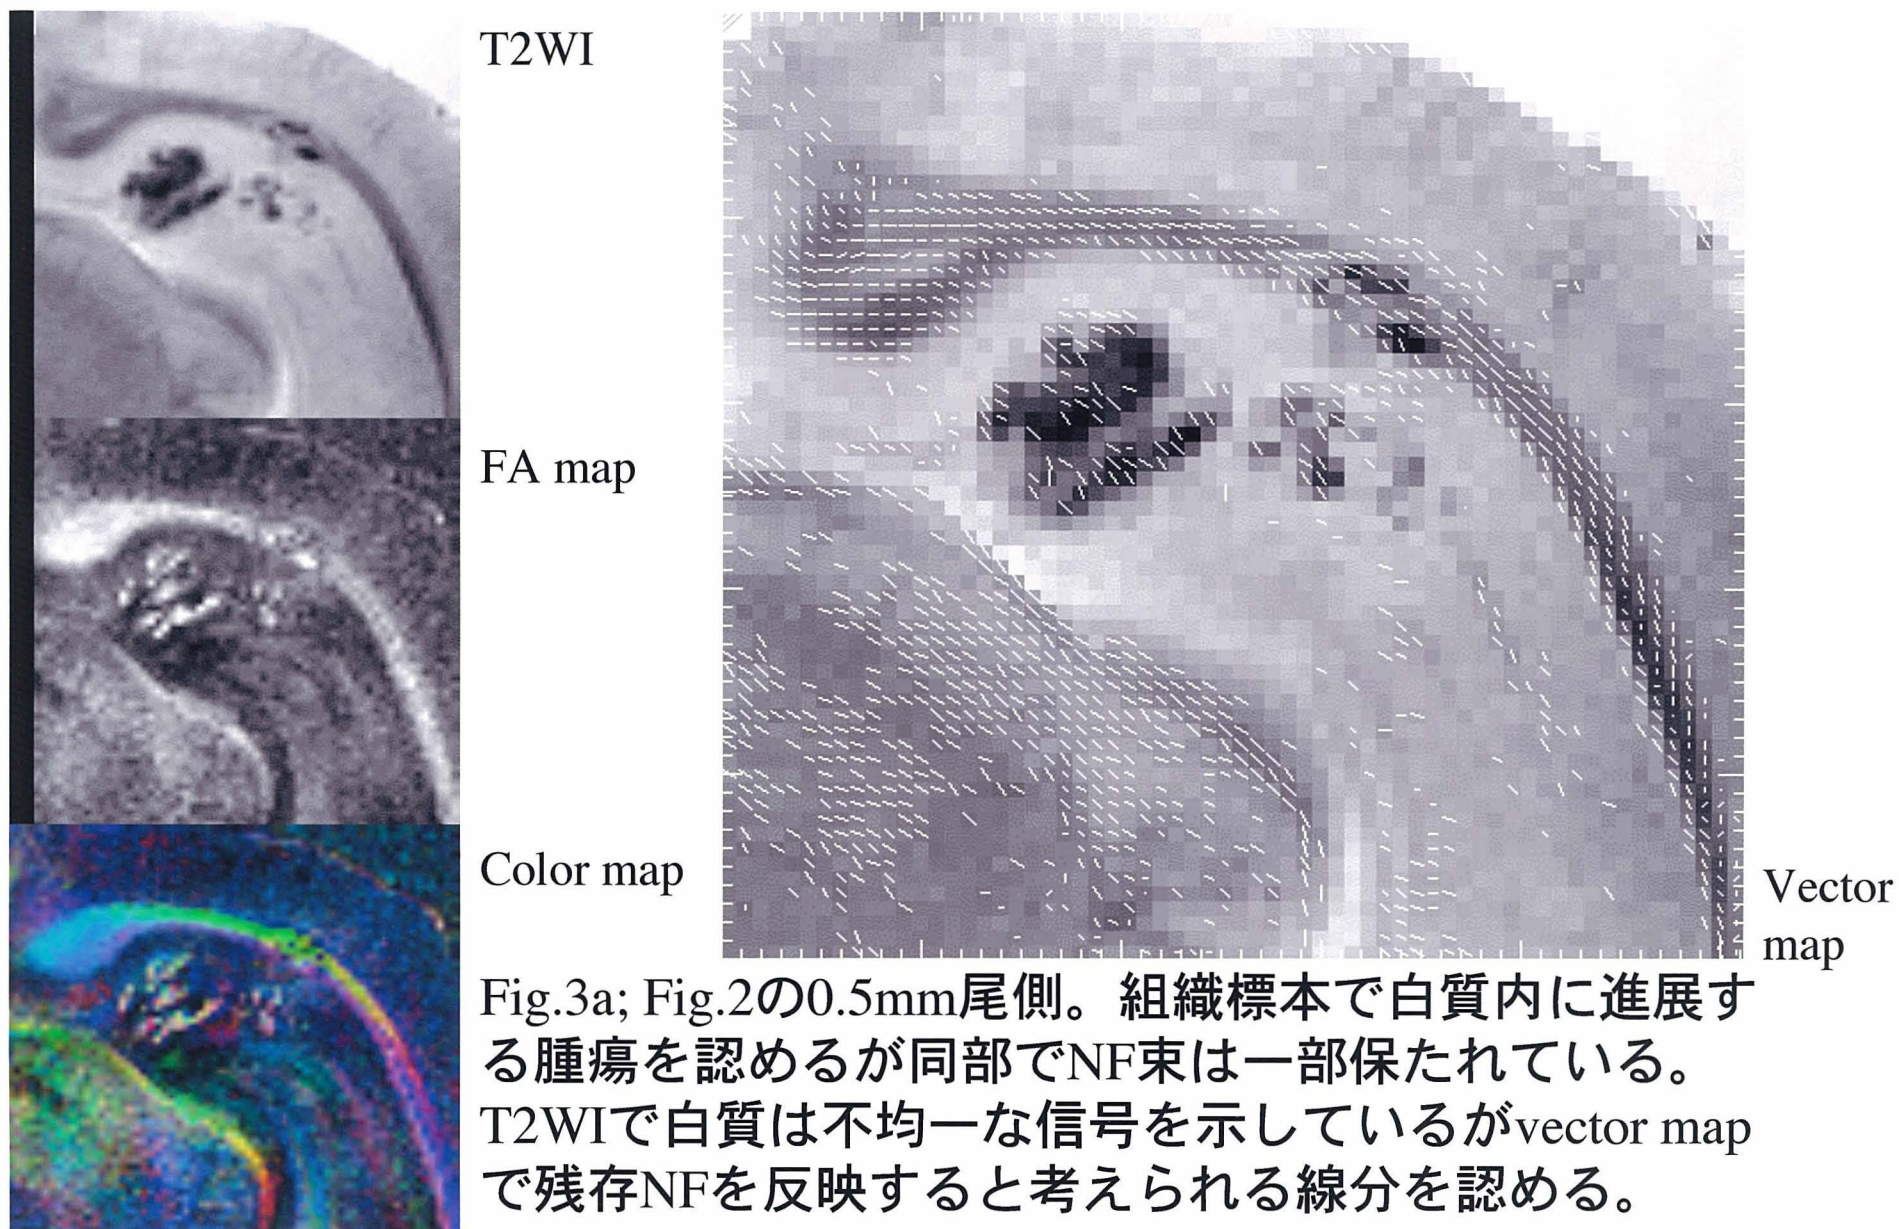 T2WI
FA map
Color map
Vector
map
Fig.3a; Fig.2の0.5mm尾側。組織標本で白質内に進展す
る腫瘍を認めるが同部でNF束は一部保たれている。
T2WIで白質は不均一な信号を示しているがvector map
で残存NFを反映すると考えられる線分を認める。